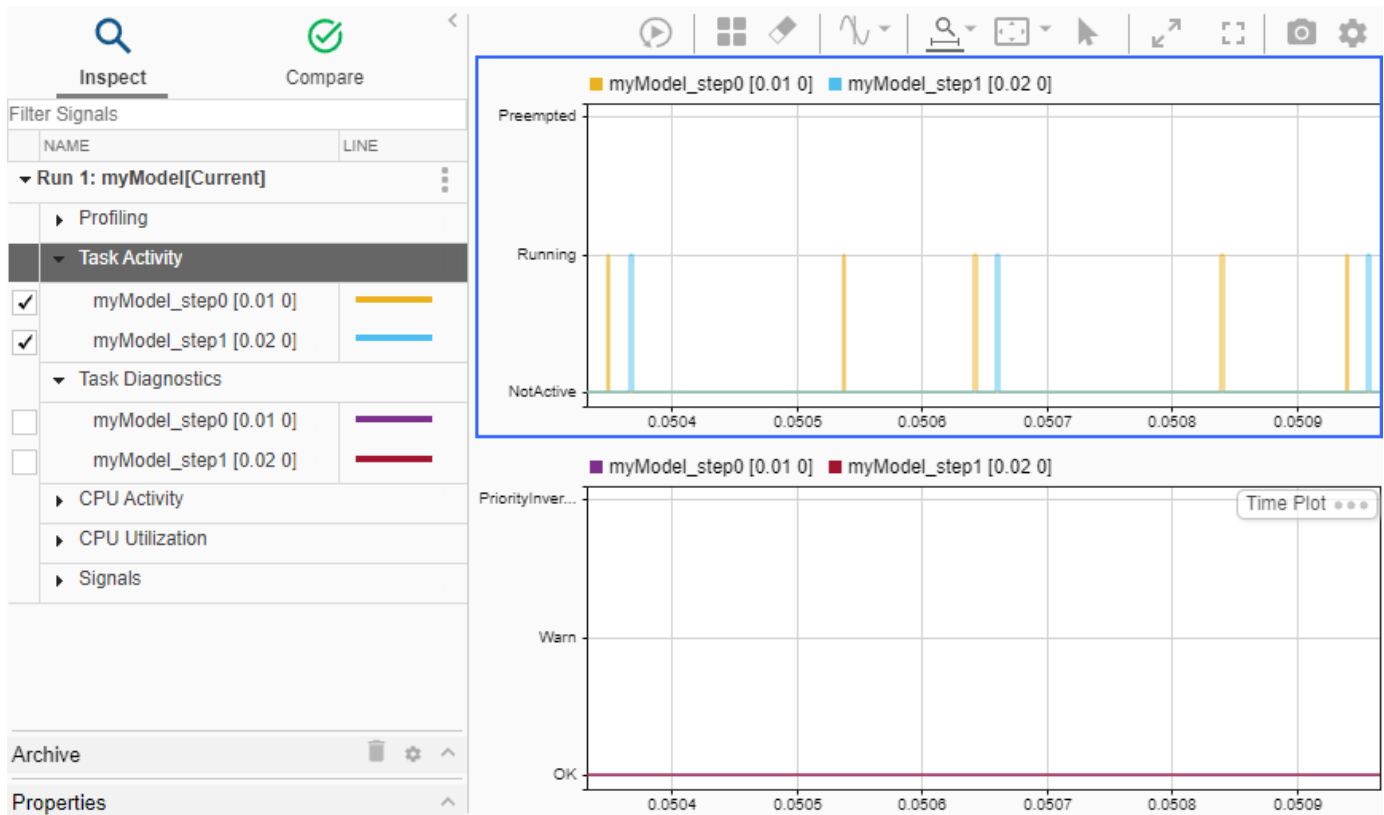 Inspect
Compare
Filter Signals
NAME LINE
Run 1: myModel[Current]
Profiling
Task Activity
myModel_step0 [0.01 0]
myModel_step1 [0.02 0]
Task Diagnostics
myModel_step0 [0.01 0]
myModel_step1 [0.02 0]
CPU Activity
CPU Utilization
Signals
Archive
Properties
myModel_step0 [0.01 0] myModel_step1 [0.02 0]
Preempted
Running
NotActive
0.0504 0.0505 0.0506 0.0507 0.0508 0.0509
myModel_step0 [0.01 0] myModel_step1 [0.02 0]
PriorityInver...
Time Plot
Warn
OK
0.0504 0.0505 0.0506 0.0507 0.0508 0.0509